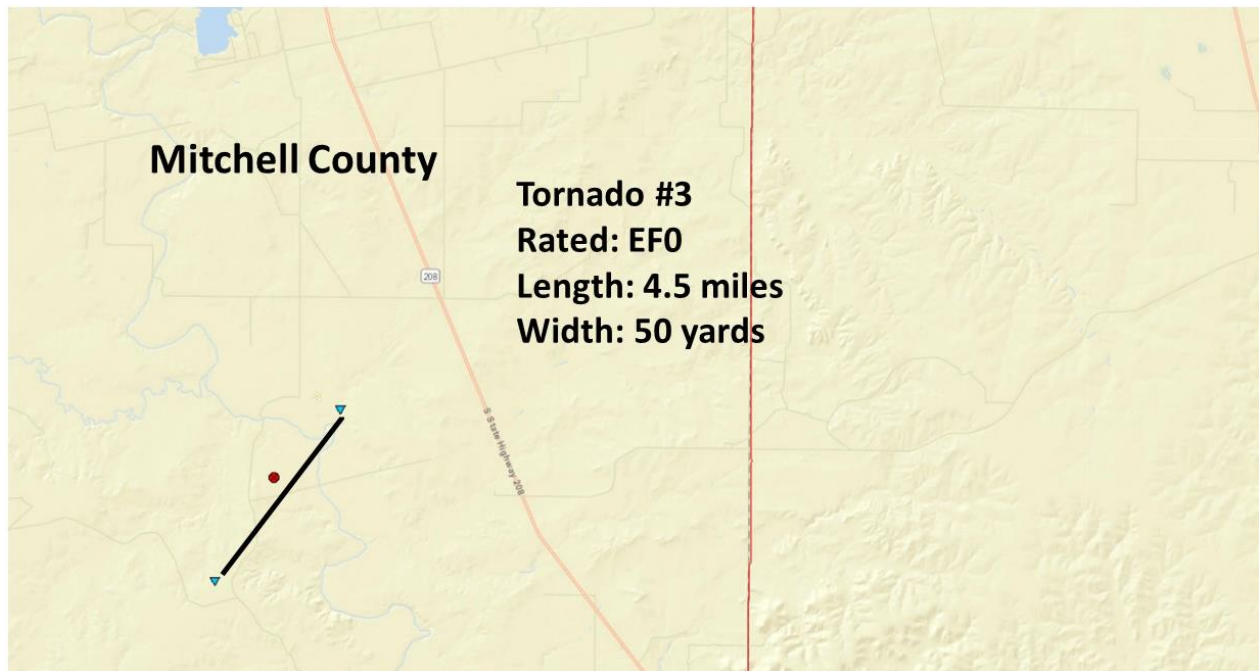 Mitchell County
Tornado #3
Rated: EF0
Length: 4.5 miles
Width: 50 yards
208
S State Highway 208